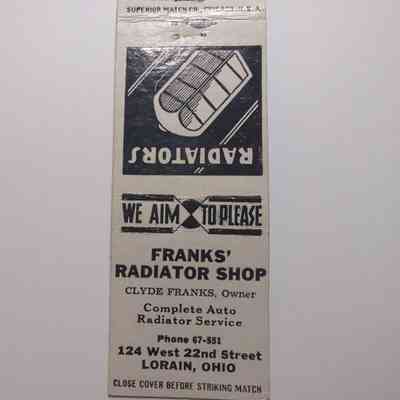 SUPERIOR MATCH CO., CHICAGO, U.S.A.
RADIATORS
WE AIM TO PLEASE
FRANKS'
RADIATOR SHOP
CLYDE FRANKS, Owner
Complete Auto
Radiator Service
Phone 67-551
124 West 22nd Street
LORAIN, OHIO
CLOSE COVER BEFORE STRIKING MATCH